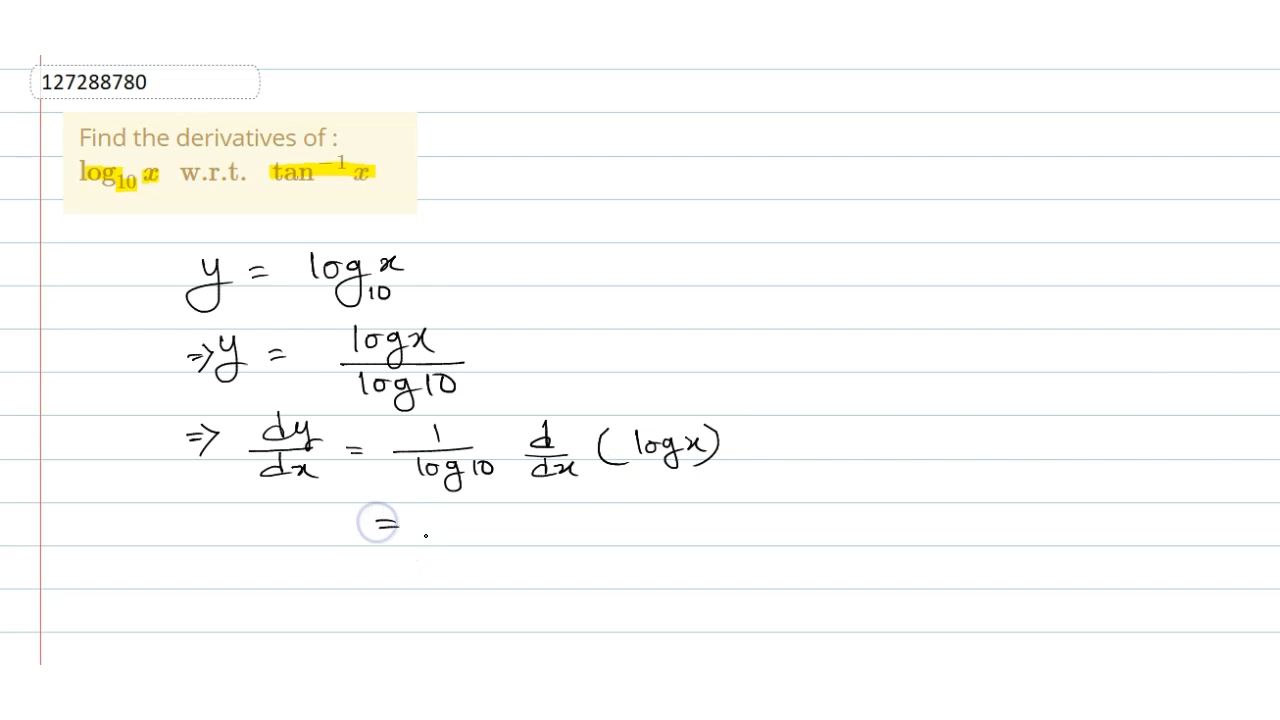 127288780
Find the derivatives of :
log₁₀ x w.r.t. tan⁻¹ x
y = log₁₀ x
⇒ y = log x / log 10
⇒ dy/dx = 1/log 10 d/dx (log x)
= .